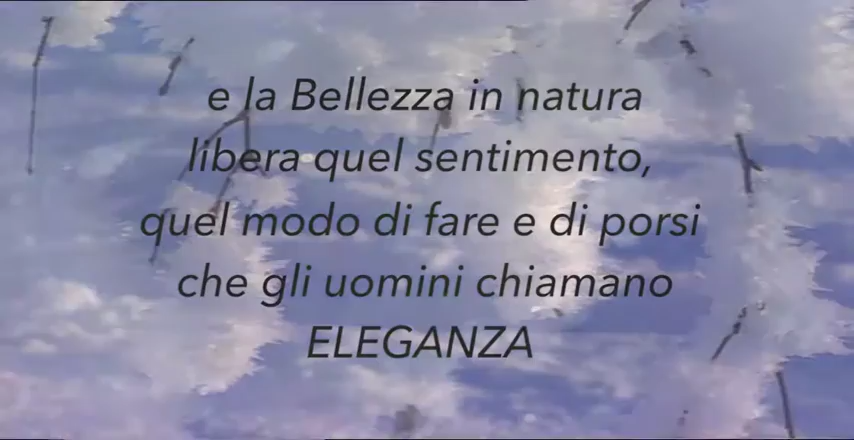 e la Bellezza in natura
libera quel sentimento,
quel modo di fare e di porsi
che gli uomini chiamano
ELEGANZA